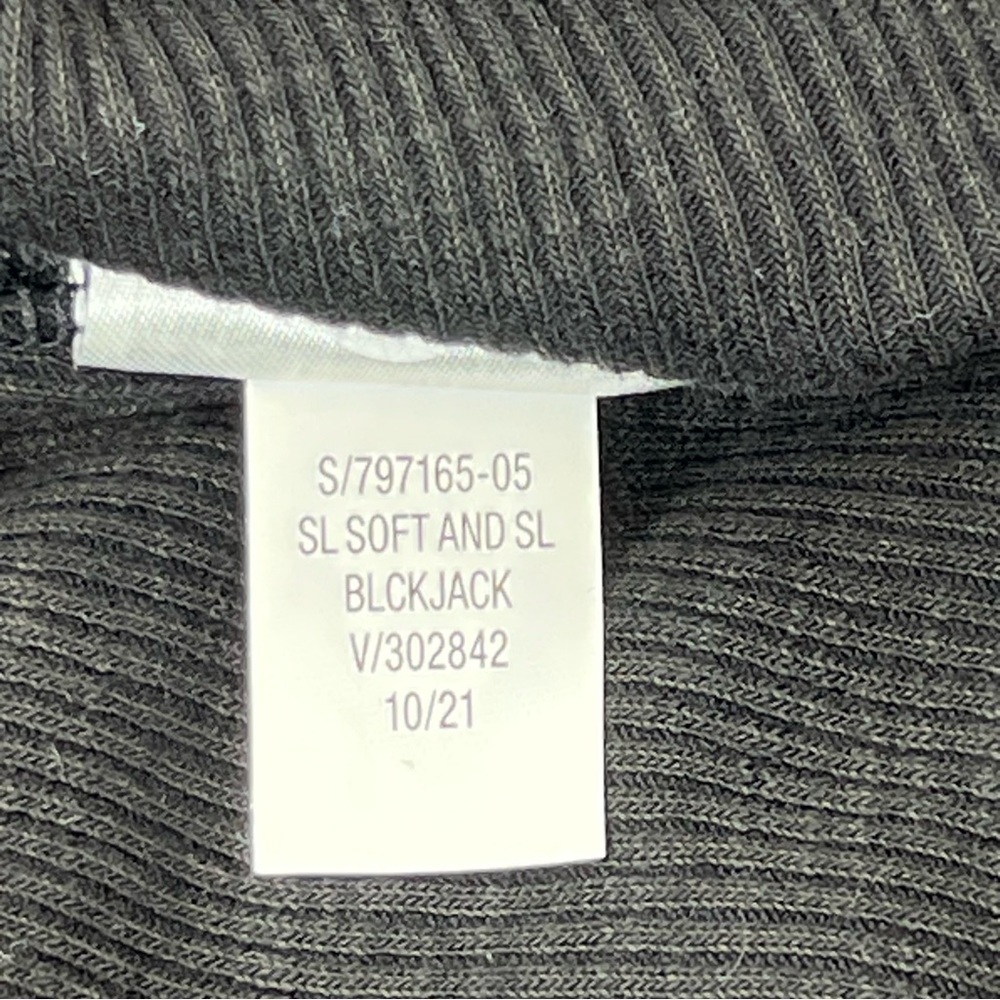 S/797165-05
SL SOFT AND SL
BLCKJACK
V/302842
10/21